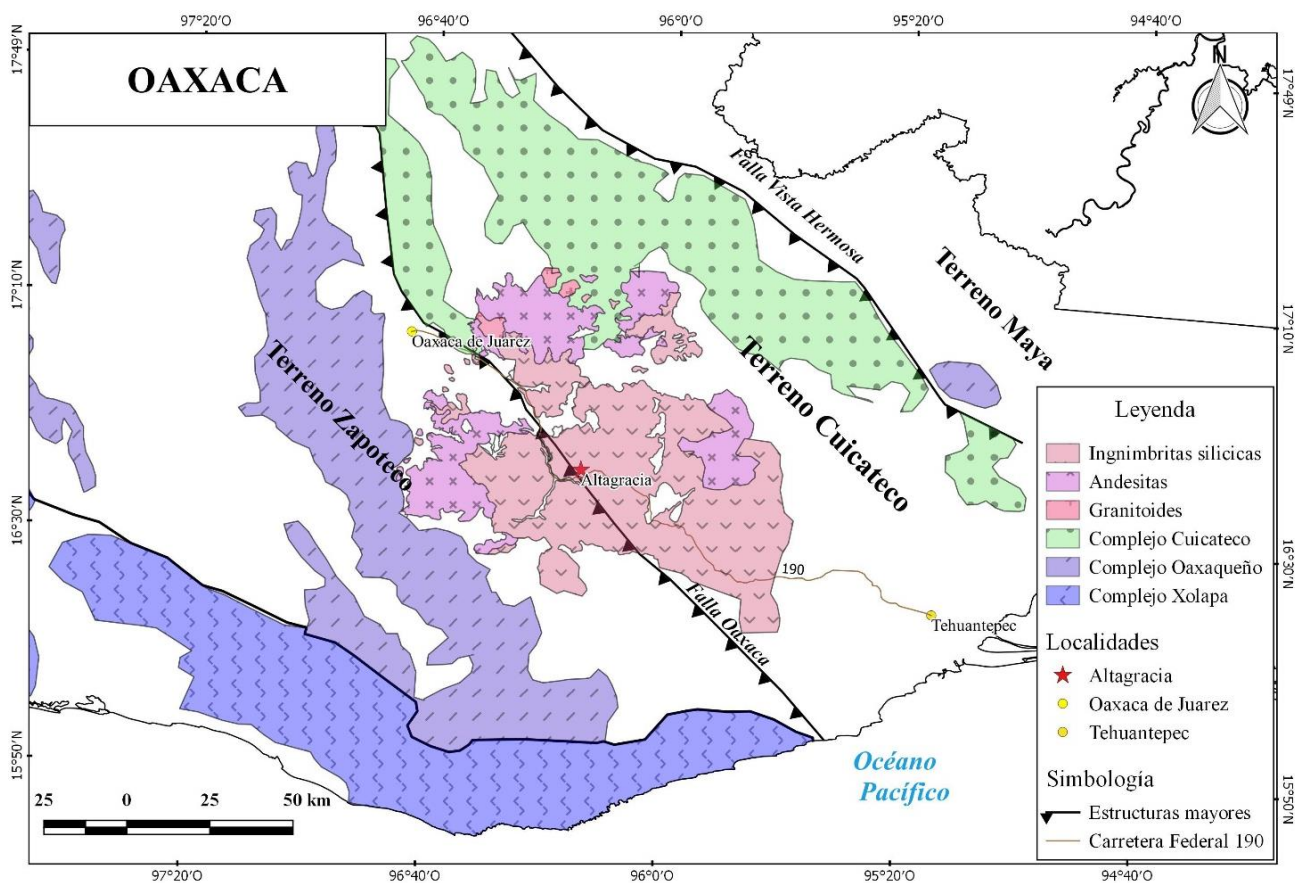 97°20'O
96°40'O
96°0'O
95°20'O
94°40'O
17°49'N
17°49'N
OAXACA
N
Falla Vista Hermosa
Terreno Maya
17°10'N
17°10'N
Oaxaca de Juarez
Terreno Zapoteco
Terreno Cuicateco
Altagracia
16°30'N
16°30'N
190
Falla Oaxaca
Tehuantepec
15°50'N
15°50'N
Océano
Pacífico
25 0 25 50 km
Leyenda
Ingnimbritas silicicas
Andesitas
Granitoides
Complejo Cuicateco
Complejo Oaxaqueño
Complejo Xolapa
Localidades
Altagracia
Oaxaca de Juarez
Tehuantepec
Simbología
Estructuras mayores
Carretera Federal 190
97°20'O
96°40'O
96°0'O
95°20'O
94°40'O